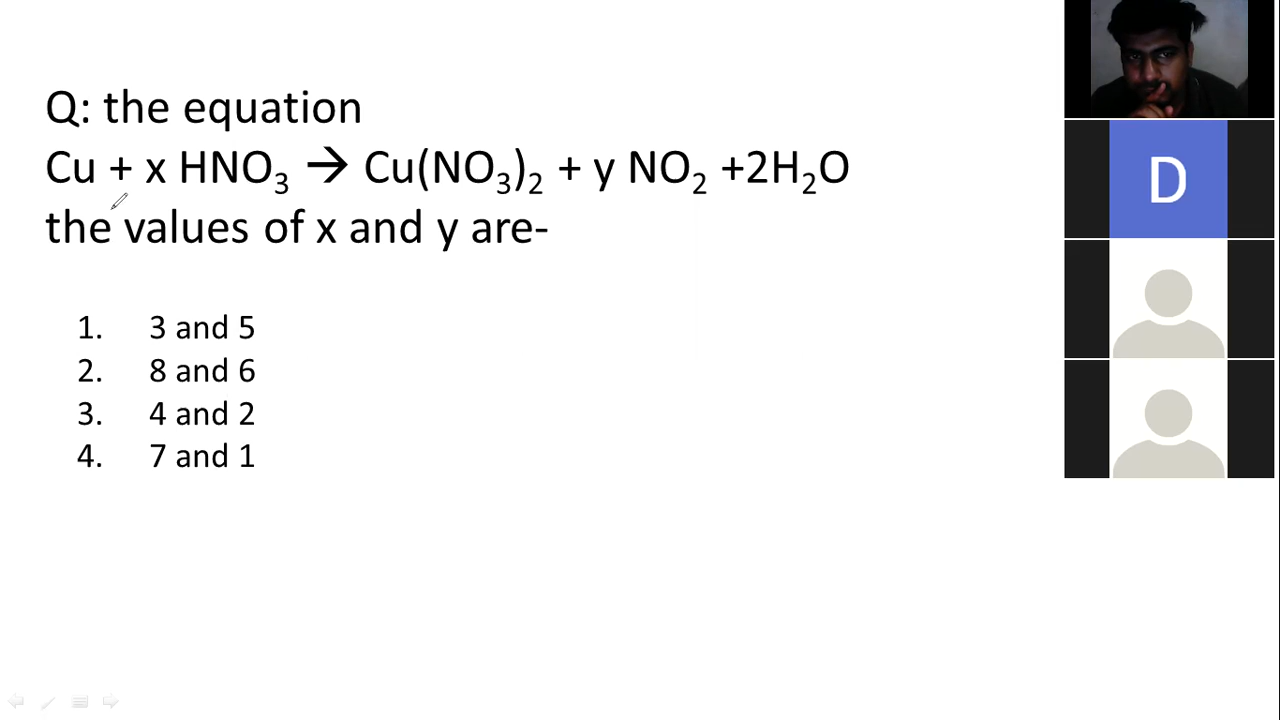 Q: the equation
Cu + x HNO₃ → Cu(NO₃)₂ + y NO₂ +2H₂O
the values of x and y are-
1. 3 and 5
2. 8 and 6
3. 4 and 2
4. 7 and 1
D